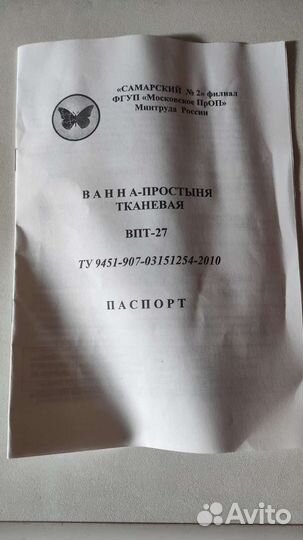 «САМАРСКИЙ № 2» филиал
ФГУП «Московское ПрОП»
Минтруда России
ВАННА-ПРОСТЫНЯ
ТКАНЕВАЯ
ВПТ-27
ТУ 9451-907-03151254-2010
ПАСПОРТ
Avito